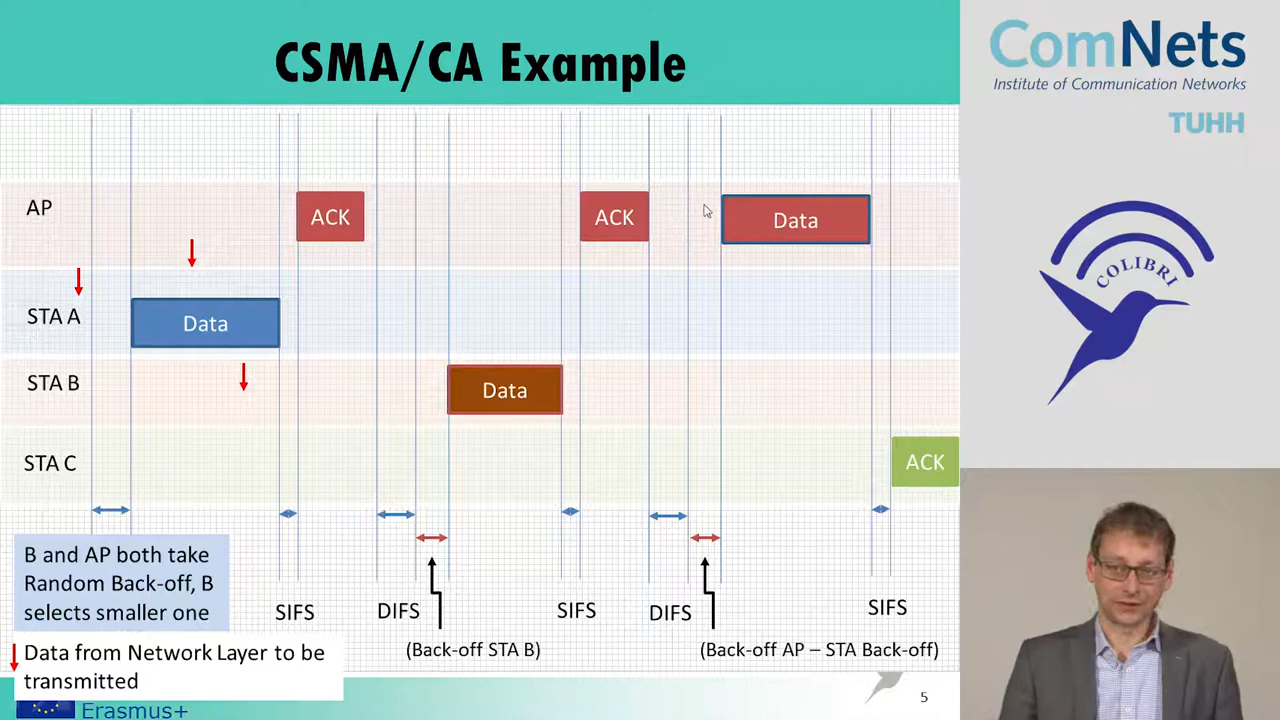 CSMA/CA Example
ComNets
Institute of Communication Networks
TUHH
COLIBRI
AP
ACK
ACK
Data
STA A
Data
STA B
Data
STA C
ACK
B and AP both take
Random Back-off, B
selects smaller one
SIFS
DIFS
SIFS
DIFS
SIFS
(Back-off STA B)
(Back-off AP – STA Back-off)
Data from Network Layer to be
transmitted
5
Erasmus+